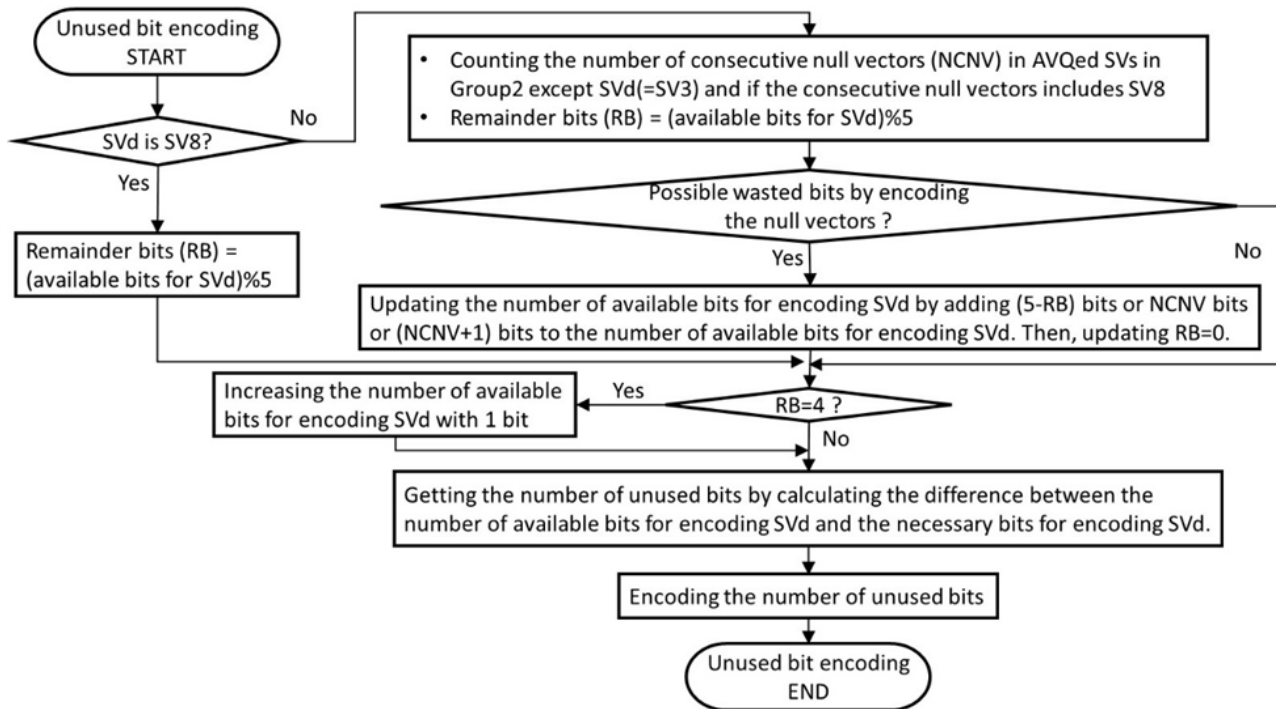 Unused bit encoding
START
SVd is SV8?
No
Yes
Remainder bits (RB) =
(available bits for SVd)%5
• Counting the number of consecutive null vectors (NCNV) in AVQed SVs in
Group2 except SVd(=SV3) and if the consecutive null vectors includes SV8
• Remainder bits (RB) = (available bits for SVd)%5
Possible wasted bits by encoding
the null vectors ?
Yes
No
Updating the number of available bits for encoding SVd by adding (5-RB) bits or NCNV bits
or (NCNV+1) bits to the number of available bits for encoding SVd. Then, updating RB=0.
Increasing the number of available
bits for encoding SVd with 1 bit
Yes
RB=4 ?
No
Getting the number of unused bits by calculating the difference between the
number of available bits for encoding SVd and the necessary bits for encoding SVd.
Encoding the number of unused bits
Unused bit encoding
END